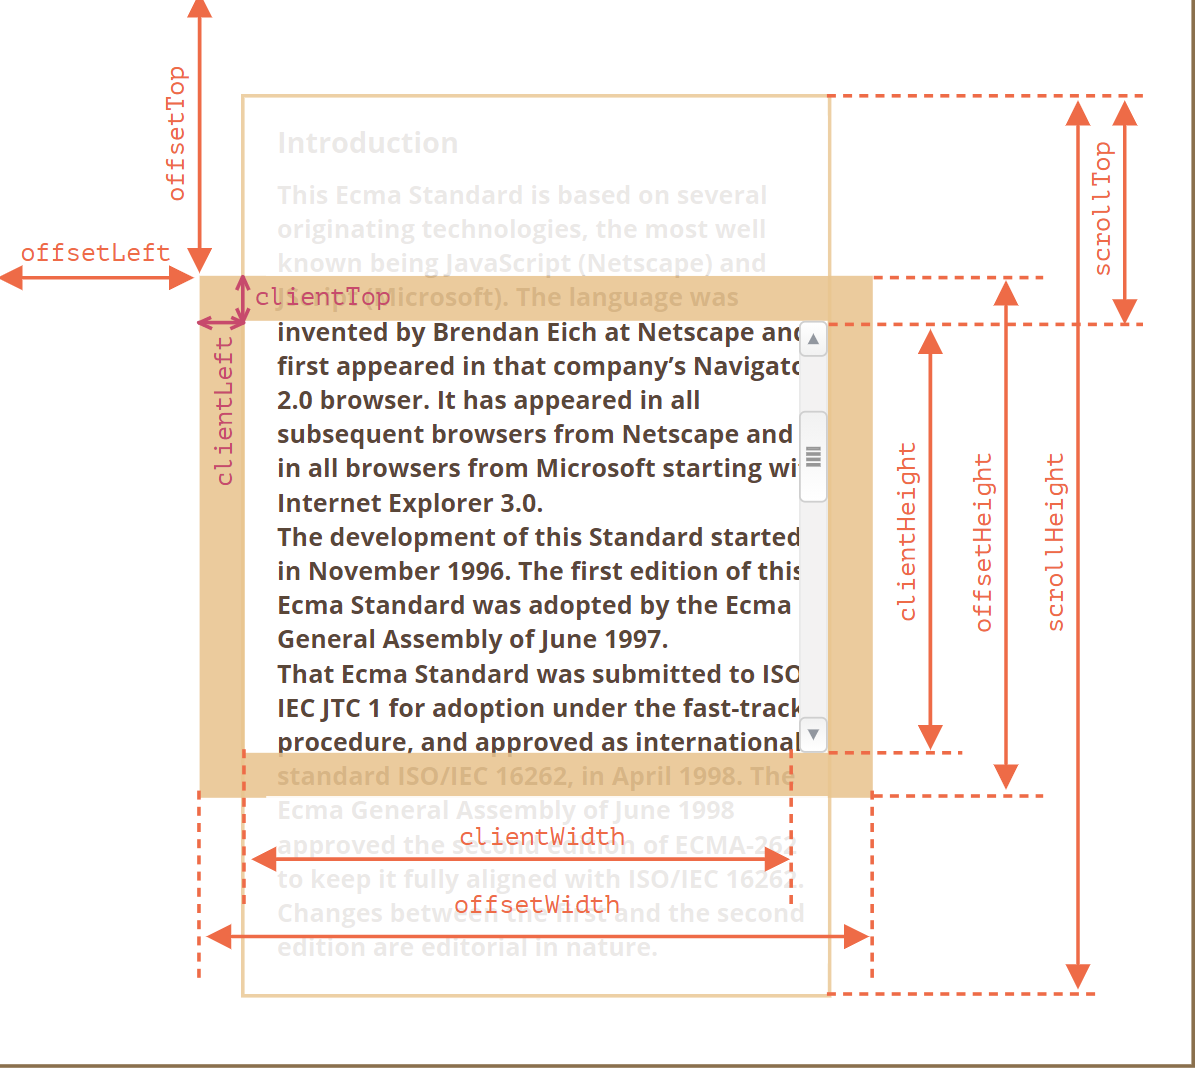 offsetTop
offsetLeft
Introduction
This Ecma Standard is based on several
originating technologies, the most well
known being JavaScript (Netscape) and
JScript (Microsoft). The language was
clientTop
clientLeft
invented by Brendan Eich at Netscape and
first appeared in that company’s Navigato
2.0 browser. It has appeared in all
subsequent browsers from Netscape and
in all browsers from Microsoft starting wi
Internet Explorer 3.0.
The development of this Standard started
in November 1996. The first edition of this
Ecma Standard was adopted by the Ecma
General Assembly of June 1997.
That Ecma Standard was submitted to ISO
IEC JTC 1 for adoption under the fast-track
procedure, and approved as international
standard ISO/IEC 16262, in April 1998. The
Ecma General Assembly of June 1998
approved the second edition of ECMA-262
to keep it fully aligned with ISO/IEC 16262.
Changes between the first and the second
edition are editorial in nature.
clientWidth
offsetWidth
clientHeight
offsetHeight
scrollHeight
scrollTop